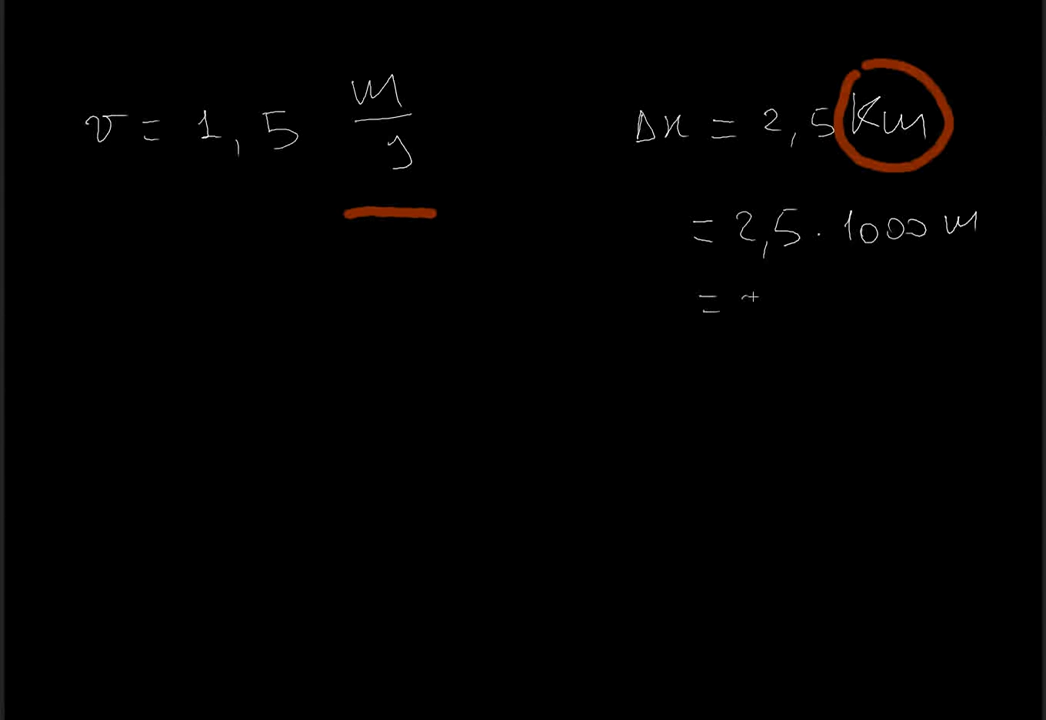 v = 1,5 m/s
Δx = 2,5 Km
= 2,5 · 1000 m
=